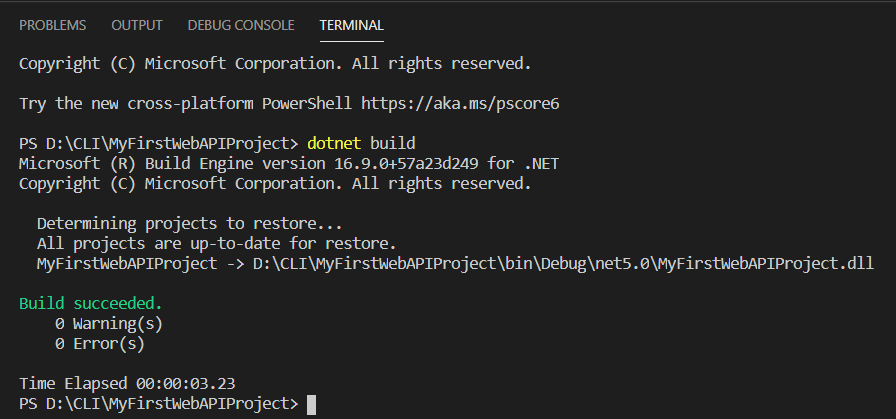 PROBLEMS OUTPUT DEBUG CONSOLE TERMINAL
Copyright (C) Microsoft Corporation. All rights reserved.
Try the new cross-platform PowerShell https://aka.ms/pscore6
PS D:\CLI\MyFirstWebAPIProject> dotnet build
Microsoft (R) Build Engine version 16.9.0+57a23d249 for .NET
Copyright (C) Microsoft Corporation. All rights reserved.
Determining projects to restore...
All projects are up-to-date for restore.
MyFirstWebAPIProject -> D:\CLI\MyFirstWebAPIProject\bin\Debug\net5.0\MyFirstWebAPIProject.dll
Build succeeded.
0 Warning(s)
0 Error(s)
Time Elapsed 00:00:03.23
PS D:\CLI\MyFirstWebAPIProject>